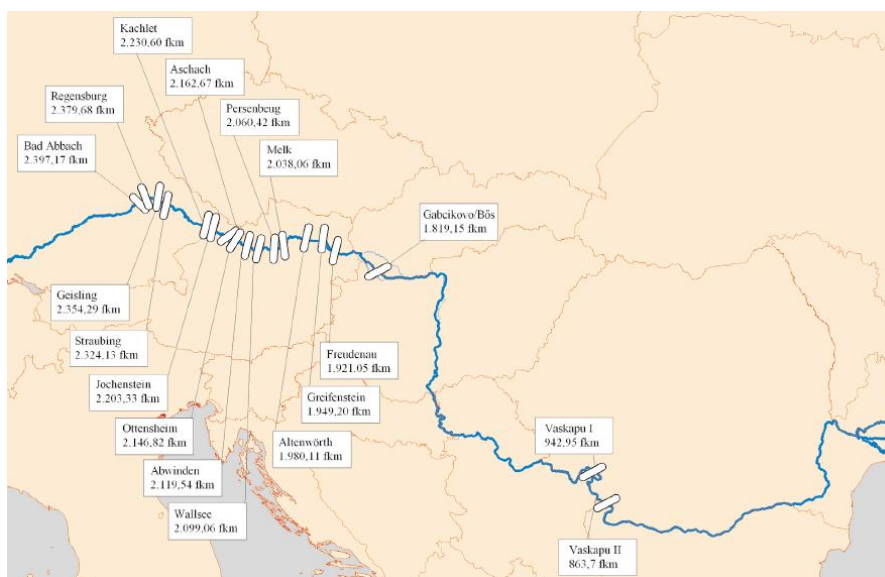 Kachlet
2.230,60 fkm
Aschach
2.162,67 fkm
Regensburg
2.379,68 fkm
Persenbeug
2.060,42 fkm
Bad Abbach
2.397,17 fkm
Melk
2.038,06 fkm
Gabcikovo/Bős
1.819,15 fkm
Geisling
2.354,29 fkm
Straubing
2.324,13 fkm
Jochenstein
2.203,33 fkm
Freudenau
1.921,05 fkm
Greifenstein
1.949,20 fkm
Ottensheim
2.146,82 fkm
Altenwörth
1.980,11 fkm
Abwinden
2.119,54 fkm
Wallsee
2.099,06 fkm
Vaskapu I
942,95 fkm
Vaskapu II
863,7 fkm